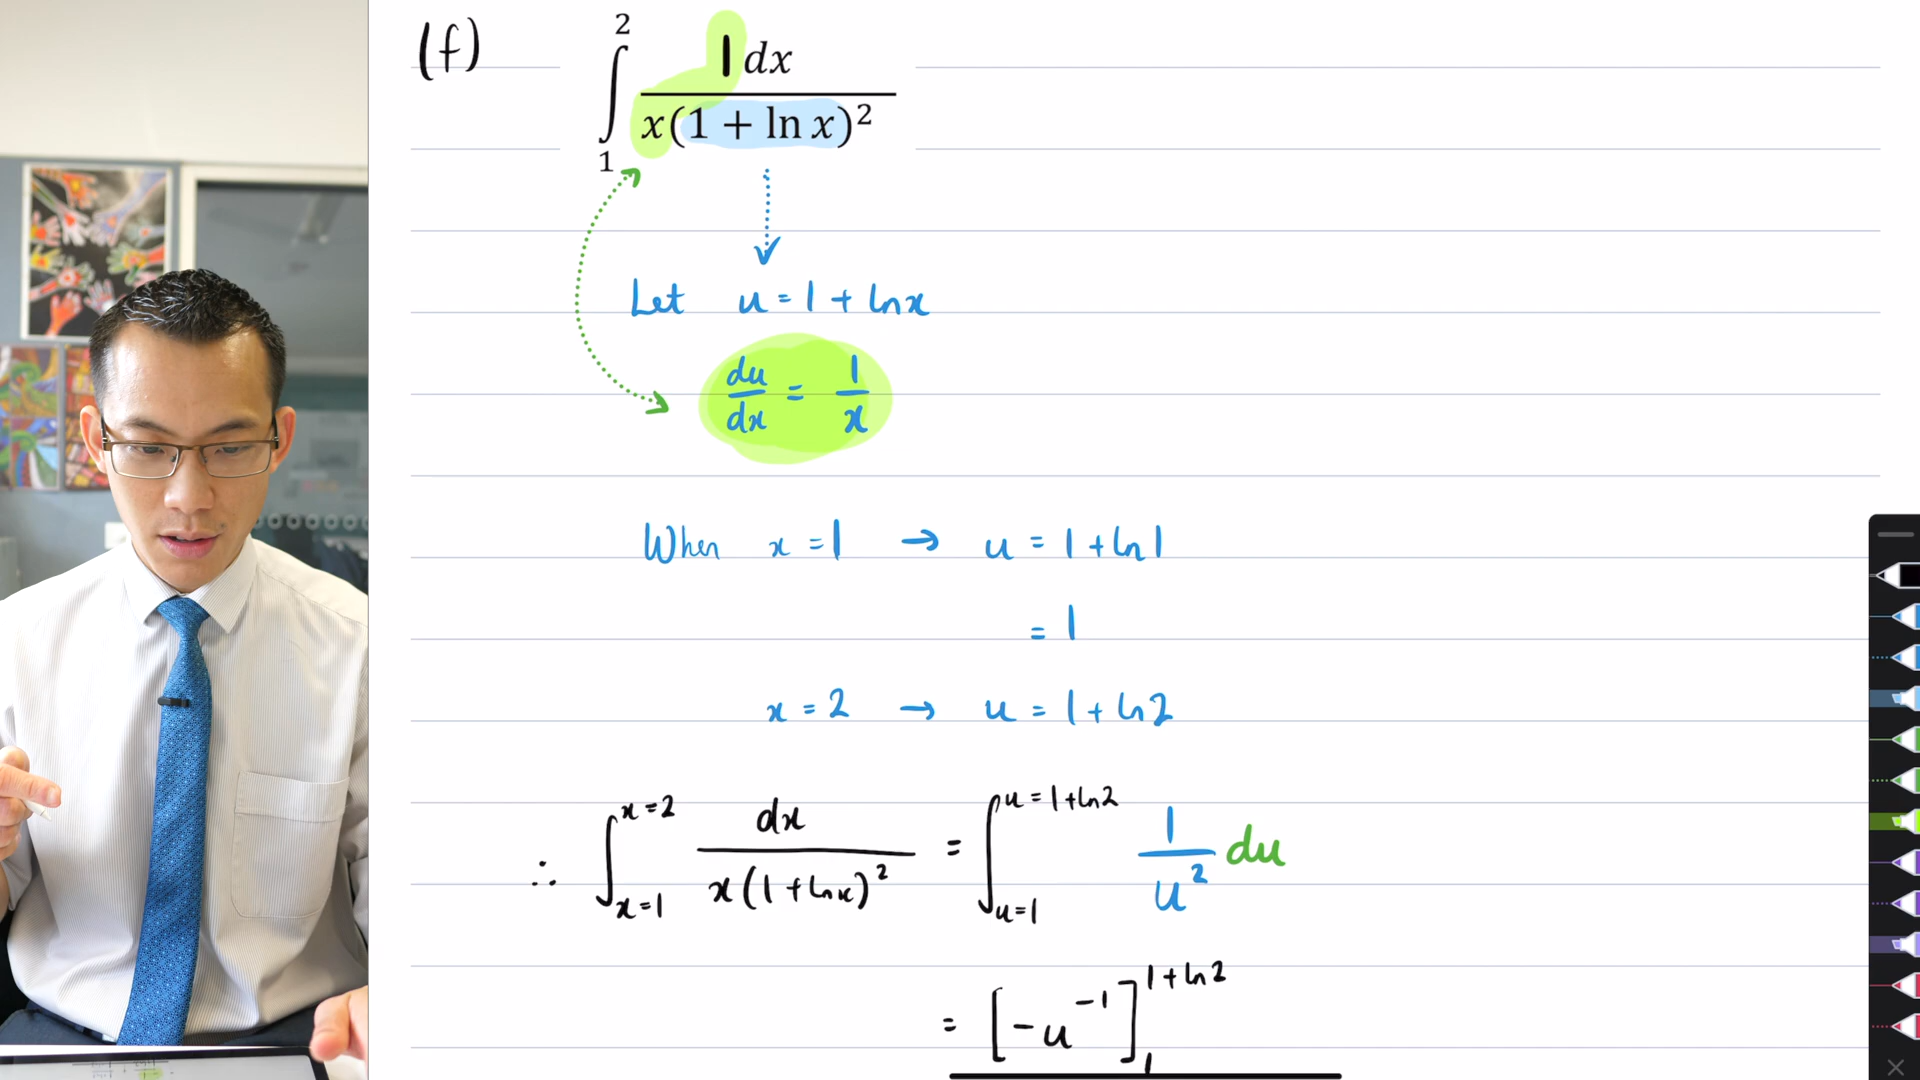 (f) ∫₁² 1 dx / x(1 + ln x)²
Let u = 1 + ln x
du/dx = 1/x
When x = 1 → u = 1 + ln 1
= 1
x = 2 → u = 1 + ln 2
∴ ∫_{x=1}^{x=2} dx / x(1 + ln x)² = ∫_{u=1}^{u=1+ln2} 1/u² du
= [-u⁻¹]₁^{1+ln2}